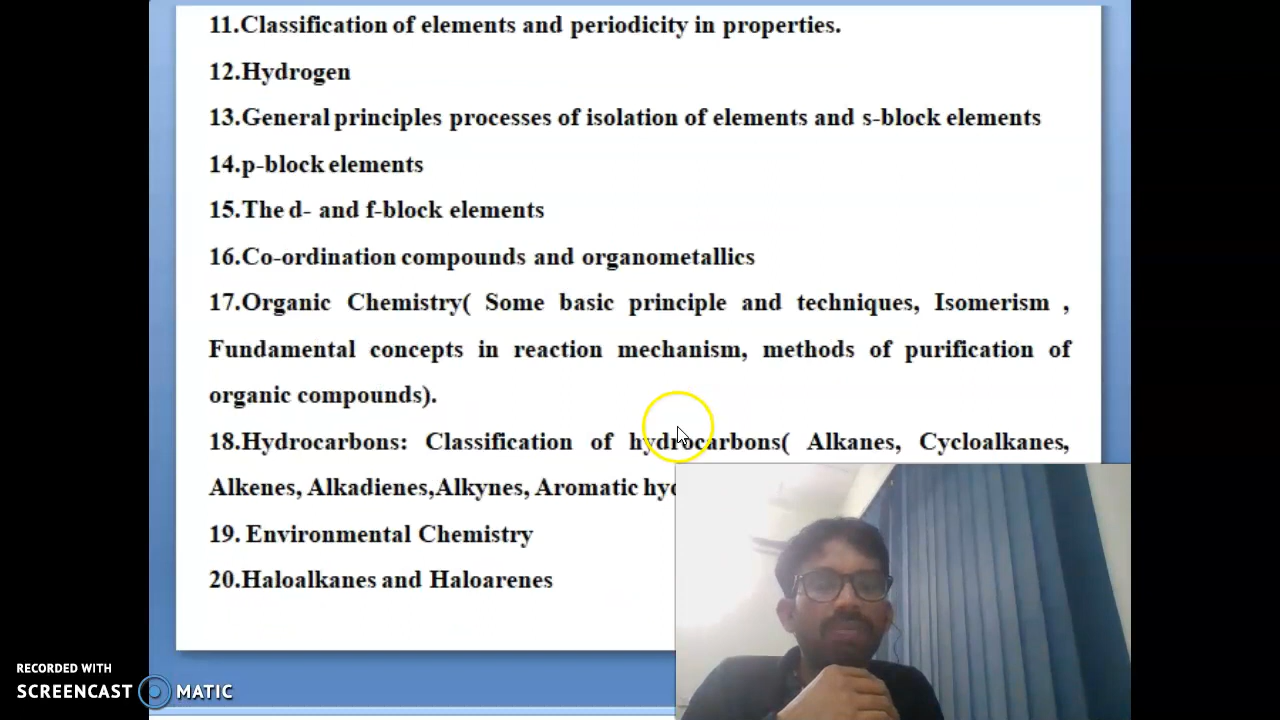 11.Classification of elements and periodicity in properties.
12.Hydrogen
13.General principles processes of isolation of elements and s-block elements
14.p-block elements
15.The d- and f-block elements
16.Co-ordination compounds and organometallics
17.Organic Chemistry( Some basic principle and techniques, Isomerism ,
Fundamental concepts in reaction mechanism, methods of purification of
organic compounds).
18.Hydrocarbons: Classification of hydrocarbons( Alkanes, Cycloalkanes,
Alkenes, Alkadienes,Alkynes, Aromatic
19. Environmental Chemistry
20.Haloalkanes and Haloarenes
RECORDED WITH
SCREENCAST MATIC